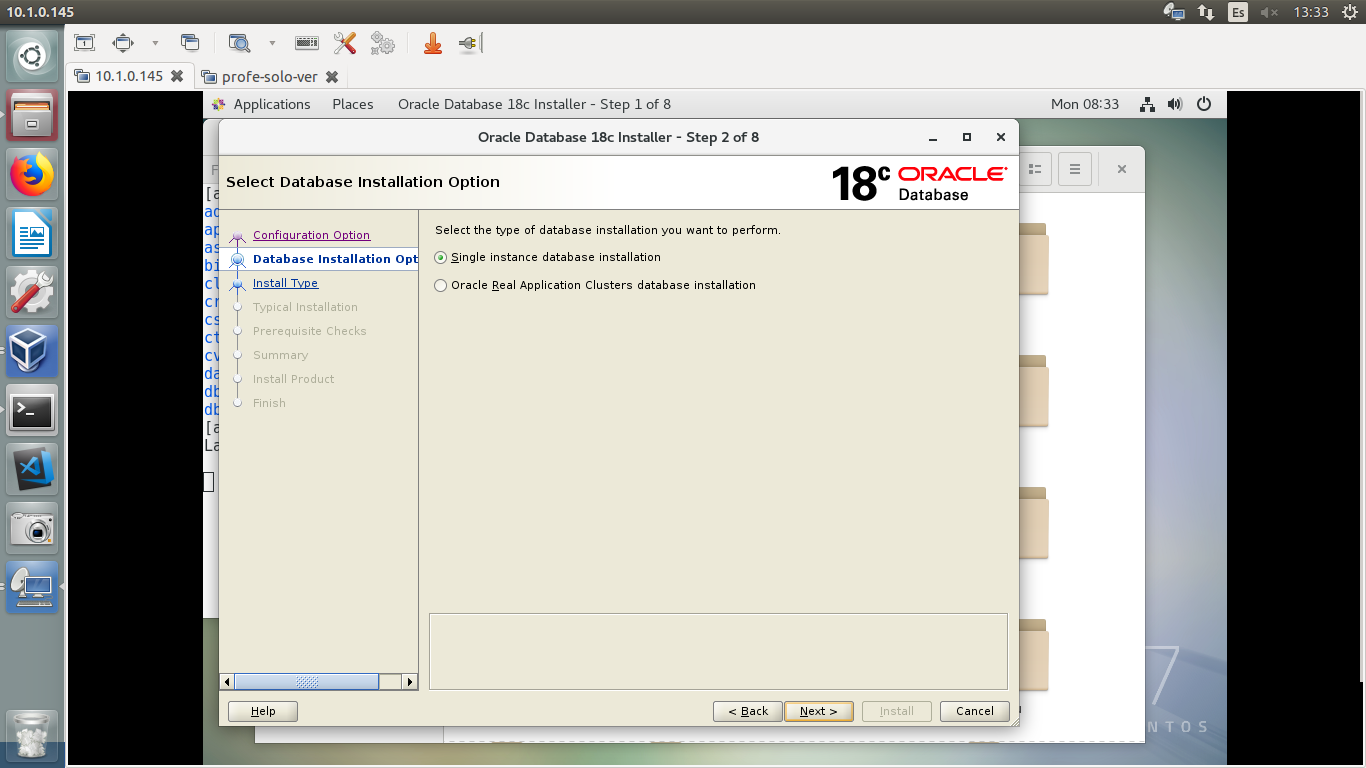 10.1.0.145
Es
13:33
10.1.0.145
profe-solo-ver
Applications Places Oracle Database 18c Installer - Step 1 of 8 Mon 08:33
Oracle Database 18c Installer - Step 2 of 8
Select Database Installation Option
18c ORACLE
Database
Configuration Option
Database Installation Opt
Install Type
Typical Installation
Prerequisite Checks
Summary
Install Product
Finish
Select the type of database installation you want to perform.
Single instance database installation
Oracle Real Application Clusters database installation
F
[a
ad
ap
as
bi
cl
cr
cs
ct
cv
da
db
db
[a
La
Help
< Back
Next >
Install
Cancel
7
NTOS